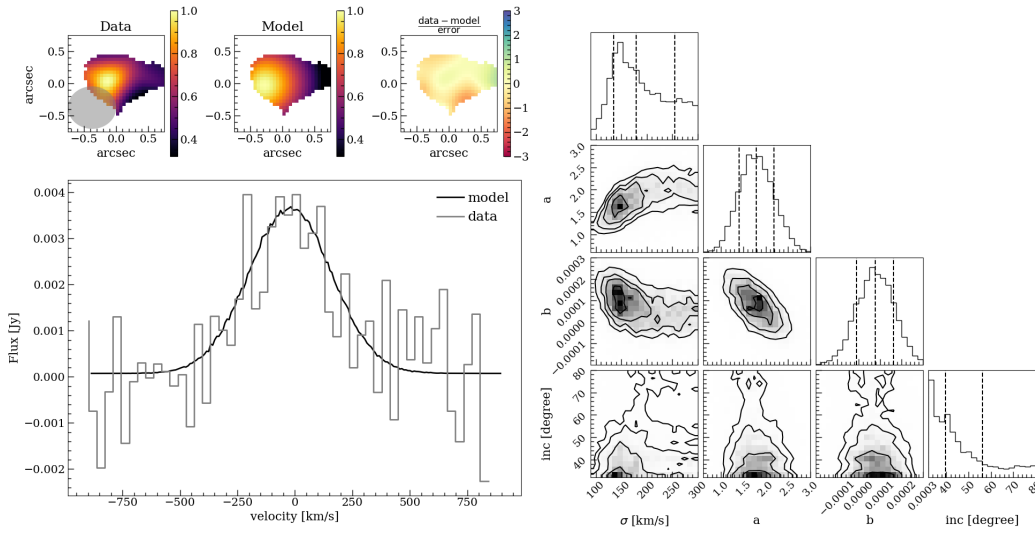 Data
Model
data − model
error
1.0
0.8
0.6
0.4
1.0
0.8
0.6
0.4
3
2
1
0
−1
−2
−3
arcsec
0.5
0.0
−0.5
−0.5 0.0 0.5
arcsec
−0.5 0.0 0.5
arcsec
−0.5 0.0 0.5
arcsec
Flux [Jy]
0.004
0.003
0.002
0.001
0.000
−0.001
−0.002
model
data
−750 −500 −250 0 250 500 750
velocity [km/s]
a
3.0
2.5
2.0
1.5
1.0
b
0.0003
0.0002
0.0001
0.0000
−0.0001
inc [degree]
80
70
60
50
40
100 150 200 250 300
σ [km/s]
1.0 1.5 2.0 2.5 3.0
a
−0.0001 0.0000 0.0001 0.0002 0.0003
b
40 50 60 70 80
inc [degree]